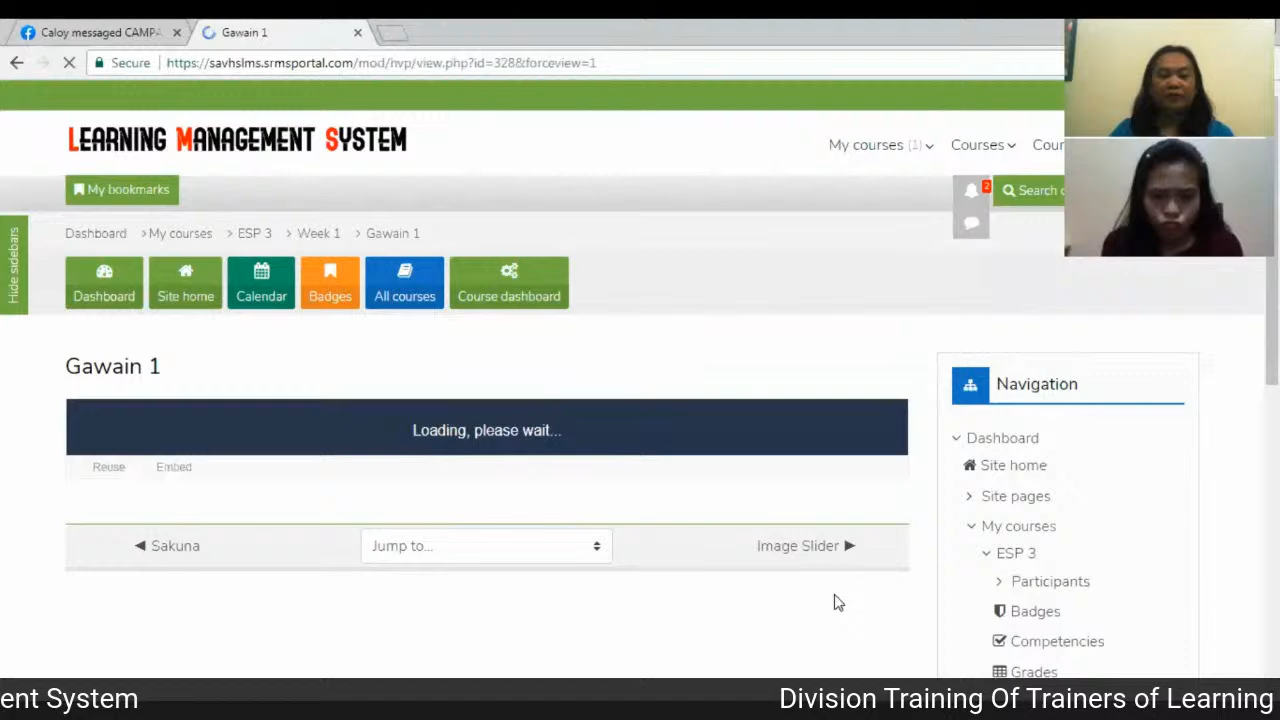 Caloy messaged CAMPA
Gawain 1
Secure
https://savhslms.srmsportal.com/mod/hvp/view.php?id=328&forceview=1
LEARNING MANAGEMENT SYSTEM
My courses (1)
Courses
Cour
My bookmarks
2
Search c
Hide sidebars
Dashboard > My courses > ESP 3 > Week 1 > Gawain 1
Dashboard
Site home
Calendar
Badges
All courses
Course dashboard
Gawain 1
Loading, please wait...
Reuse
Embed
◀ Sakuna
Jump to...
Image Slider ▶
Navigation
Dashboard
Site home
Site pages
My courses
ESP 3
Participants
Badges
Competencies
Grades
ent System
Division Training Of Trainers of Learning